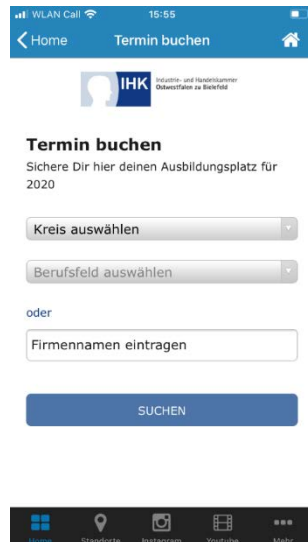 WLAN Call
15:55
Home
Termin buchen
IHK
Industrie- und Handelskammer
Ostwestfalen zu Bielefeld
Termin buchen
Sichere Dir hier deinen Ausbildungsplatz für
2020
Kreis auswählen
Berufsfeld auswählen
oder
Firmennamen eintragen
SUCHEN
Home Standorte Instagram Youtube Mehr